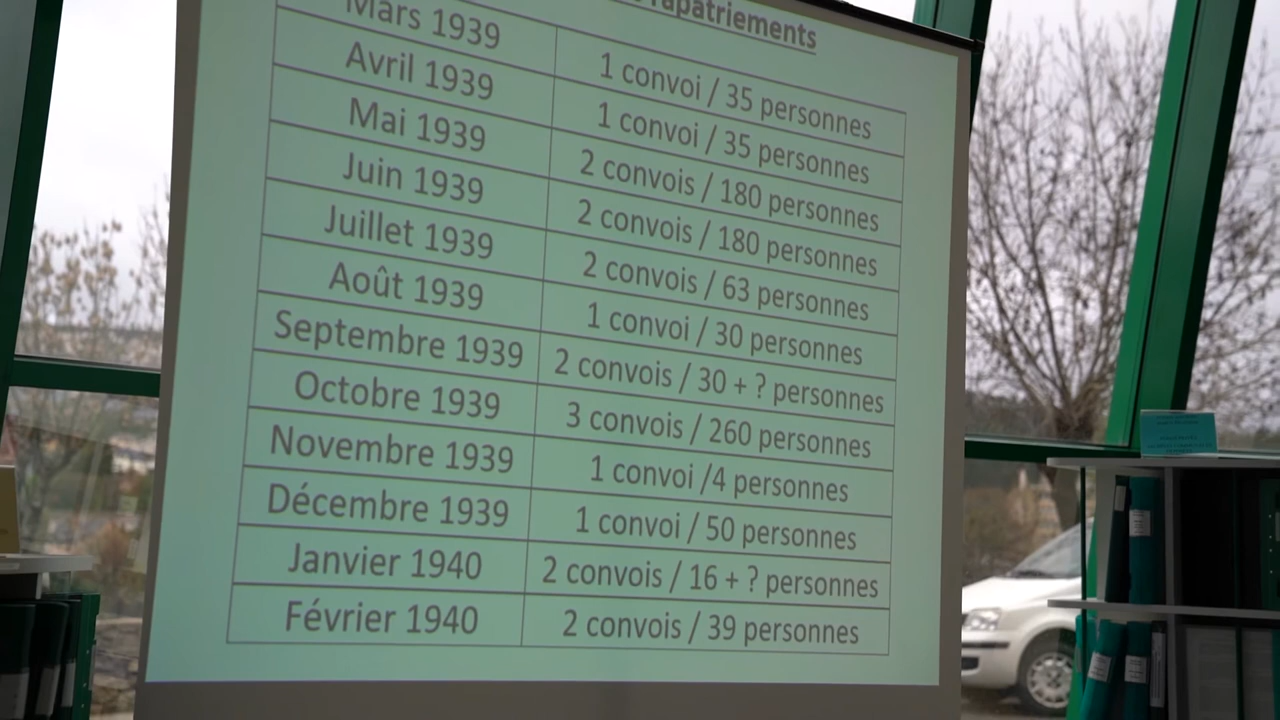 rapatriements
Mars 1939 1 convoi / 35 personnes
Avril 1939 1 convoi / 35 personnes
Mai 1939 2 convois / 180 personnes
Juin 1939 2 convois / 180 personnes
Juillet 1939 2 convois / 63 personnes
Août 1939 1 convoi / 30 personnes
Septembre 1939 2 convois / 30 + ? personnes
Octobre 1939 3 convois / 260 personnes
Novembre 1939 1 convoi /4 personnes
Décembre 1939 1 convoi / 50 personnes
Janvier 1940 2 convois / 16 + ? personnes
Février 1940 2 convois / 39 personnes